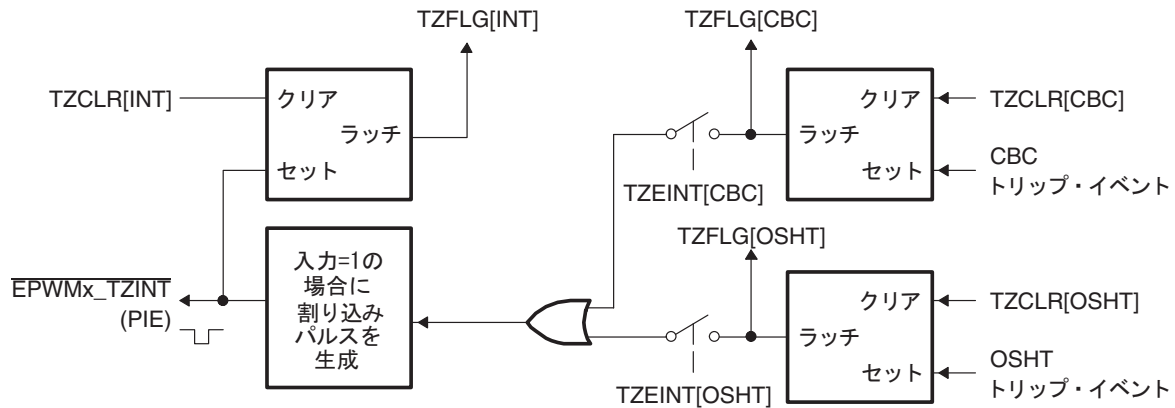 TZFLG[INT]
TZFLG[CBC]
TZCLR[INT]
クリア
ラッチ
セット
クリア
ラッチ
セット
TZCLR[CBC]
CBC
トリップ・イベント
TZEINT[CBC]
TZFLG[OSHT]
EPWMx_TZINT
(PIE)
入力=1の
場合に
割り込み
パルスを
生成
クリア
ラッチ
セット
TZCLR[OSHT]
OSHT
トリップ・イベント
TZEINT[OSHT]